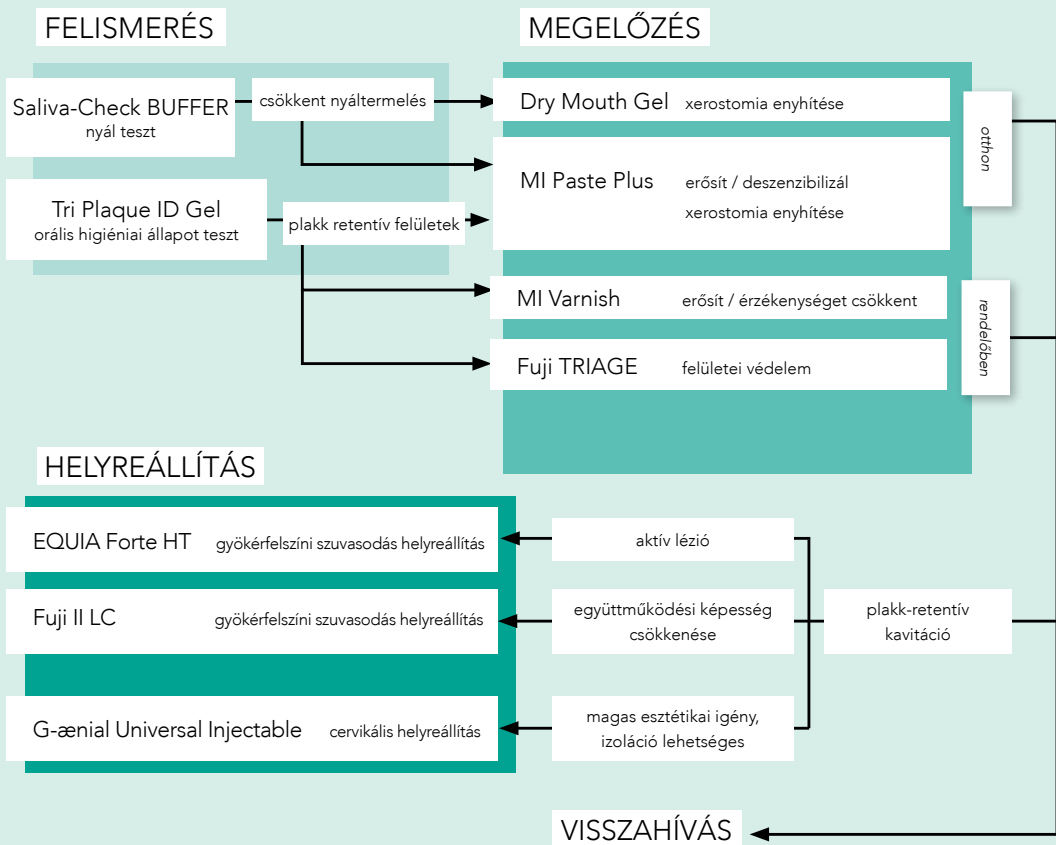 FELISMERÉS
Saliva-Check BUFFER
nyál teszt
csökkent nyáltermelés
Tri Plaque ID Gel
orális higiéniai állapot teszt
plakk retentív felületek
MEGELŐZÉS
Dry Mouth Gel xerostomia enyhítése
MI Paste Plus erősít / deszenzibilizál
xerostomia enyhítése
otthon
MI Varnish erősít / érzékenységet csökkent
Fuji TRIAGE felületei védelem
rendelőben
HELYREÁLLÍTÁS
EQUIA Forte HT gyökérfelszíni szuvasodás helyreállítás
Fuji II LC gyökérfelszíni szuvasodás helyreállítás
G-ænial Universal Injectable cervikális helyreállítás
aktív lézió
együttműködési képesség
csökkenése
magas esztétikai igény,
izoláció lehetséges
plakk-retentív
kavitáció
VISSZAHÍVÁS